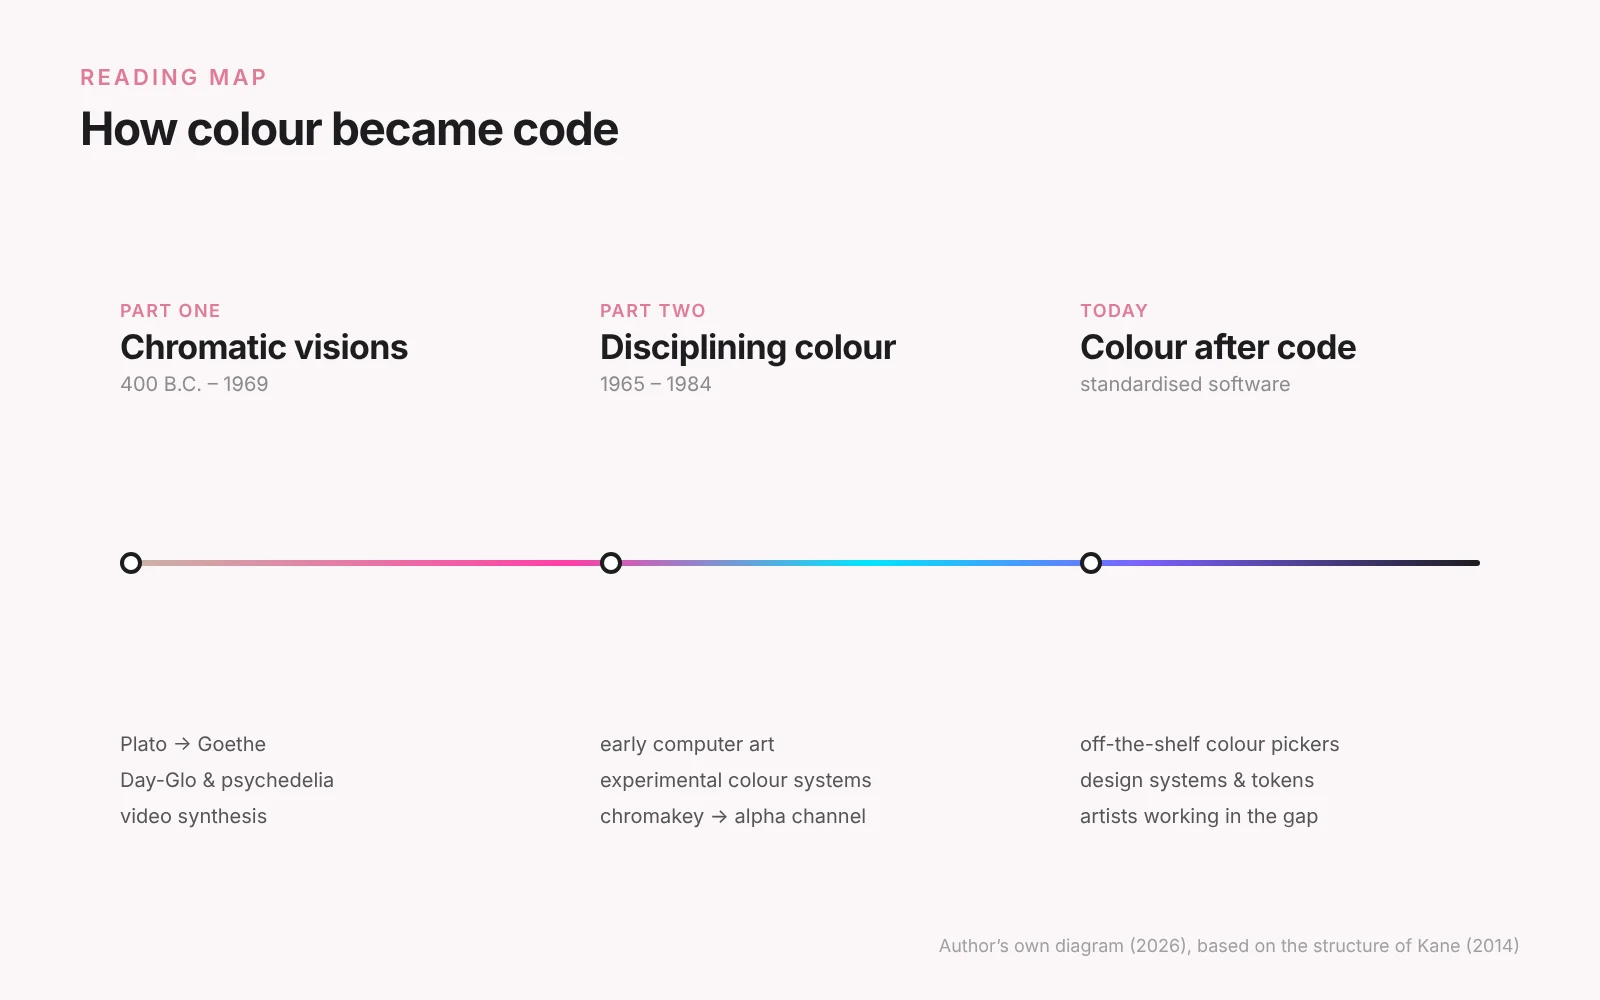 READING MAP
How colour became code
PART ONE
Chromatic visions
400 B.C. – 1969
PART TWO
Disciplining colour
1965 – 1984
TODAY
Colour after code
standardised software
Plato → Goethe
Day-Glo & psychedelia
video synthesis
early computer art
experimental colour systems
chromakey → alpha channel
off-the-shelf colour pickers
design systems & tokens
artists working in the gap
Author’s own diagram (2026), based on the structure of Kane (2014)